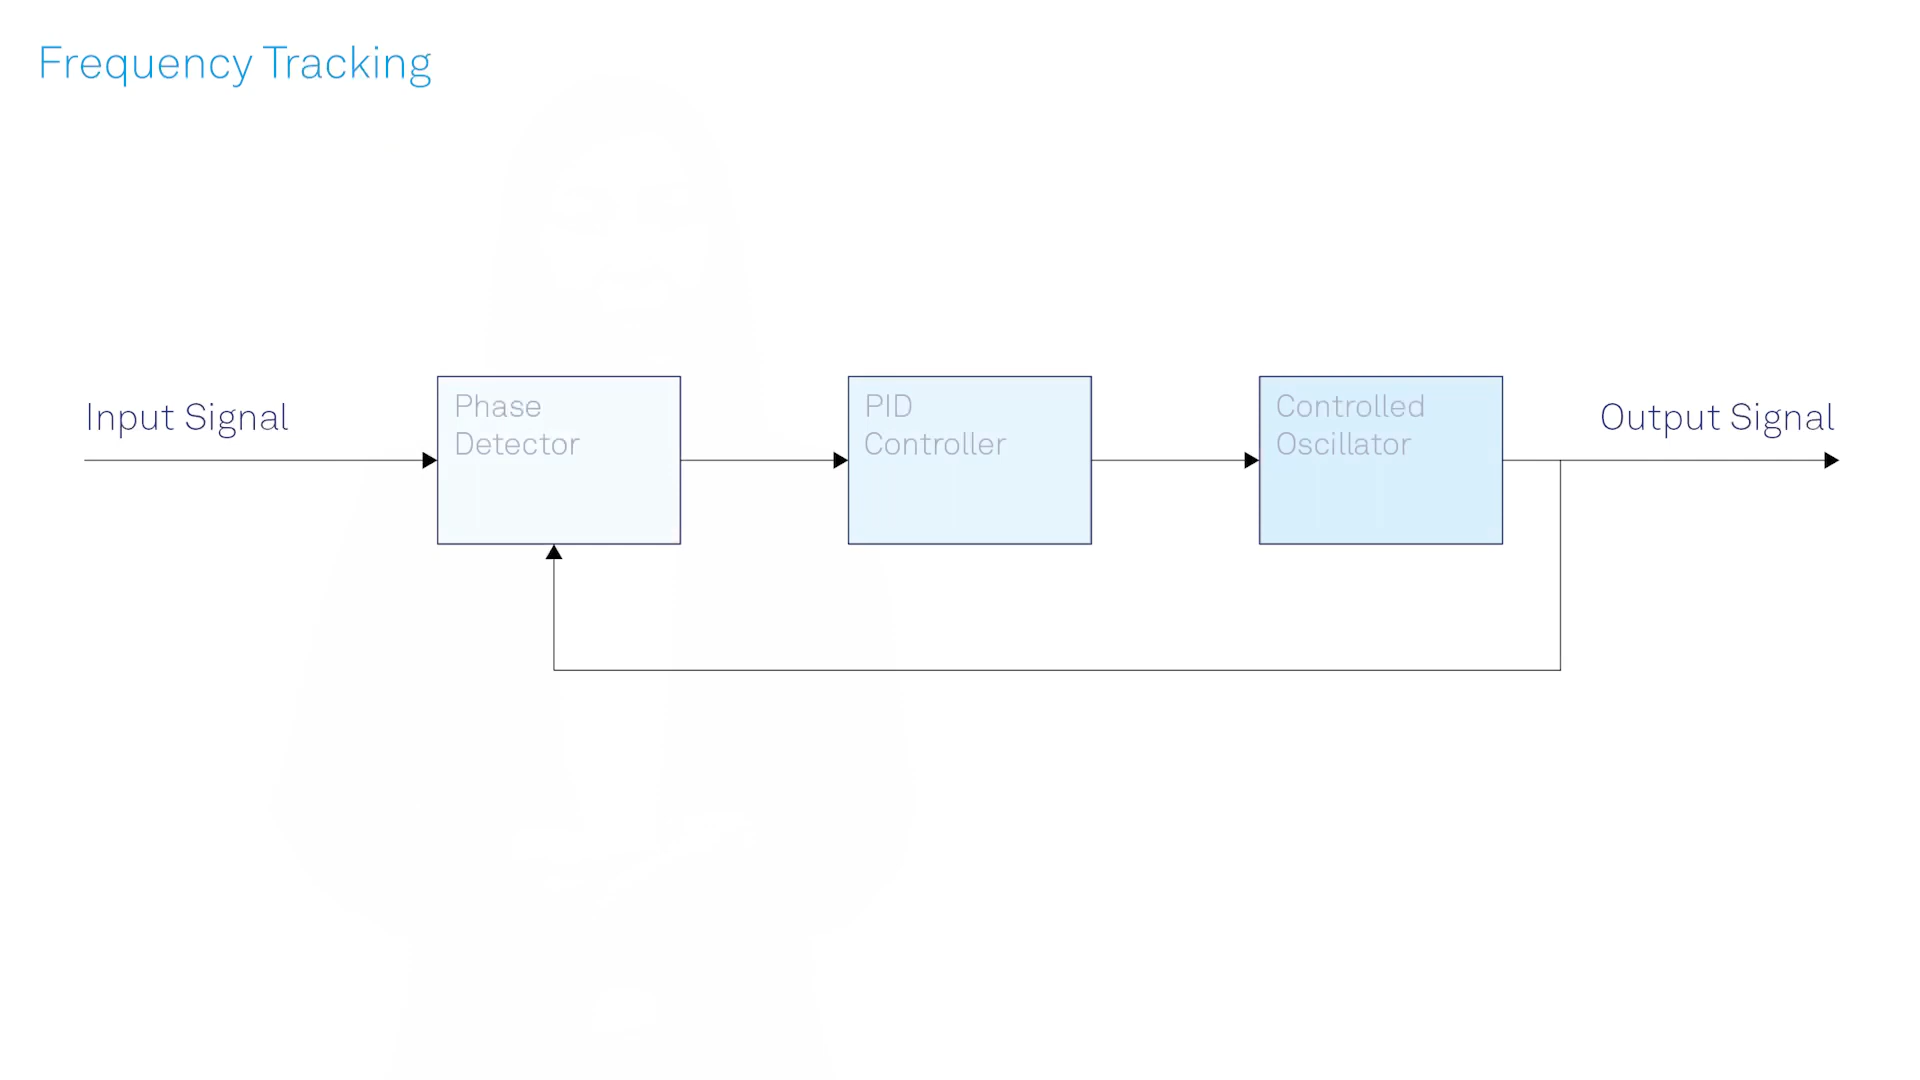 Frequency Tracking
Input Signal
Phase
Detector
PID
Controller
Controlled
Oscillator
Output Signal